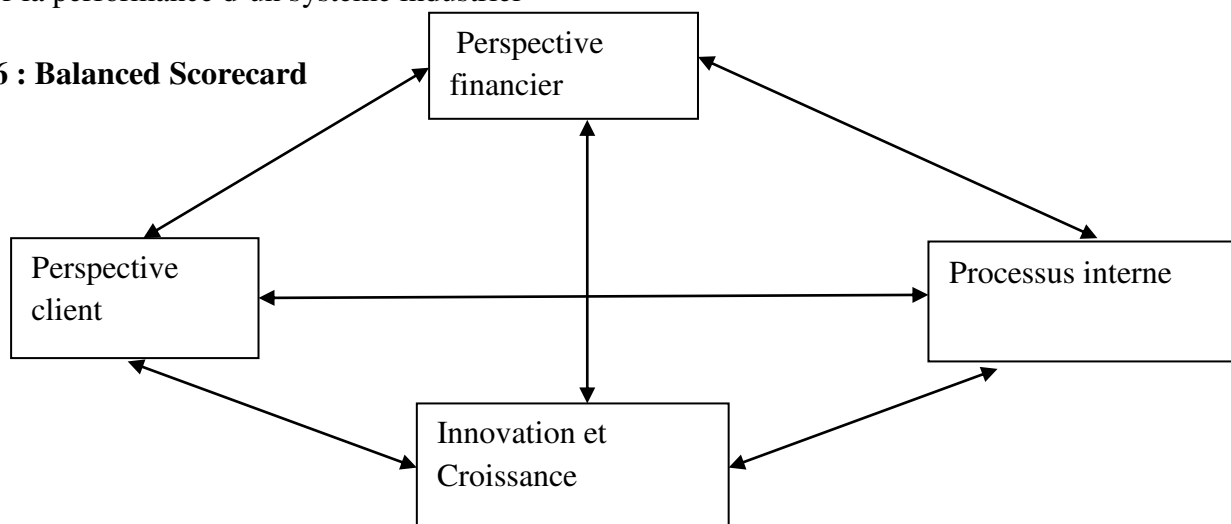 la performance d'un système industriel
6 : Balanced Scorecard
Perspective
financier
Perspective
client
Processus interne
Innovation et
Croissance